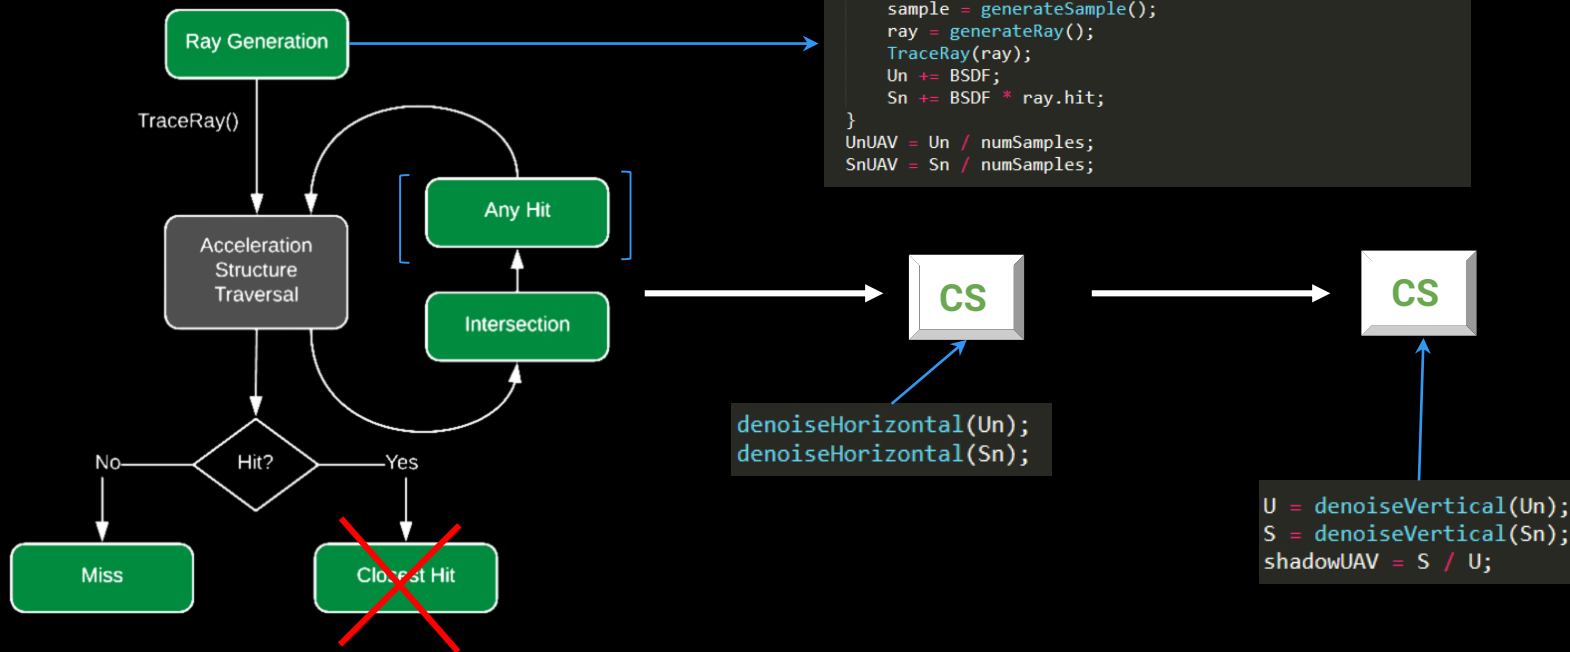 Ray Generation
TraceRay()
Acceleration
Structure
Traversal
Any Hit
Intersection
Hit?
No
Yes
Miss
Closest Hit
sample = generateSample();
ray = generateRay();
TraceRay(ray);
Un += BSDF;
Sn += BSDF * ray.hit;
}
UnUAV = Un / numSamples;
SnUAV = Sn / numSamples;
CS
denoiseHorizontal(Un);
denoiseHorizontal(Sn);
CS
U = denoiseVertical(Un);
S = denoiseVertical(Sn);
shadowUAV = S / U;